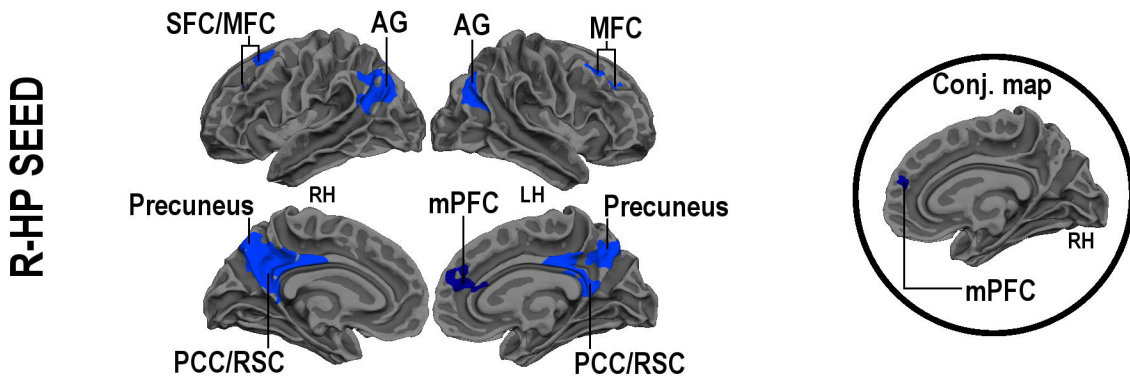 R-HP SEED
SFC/MFC
AG
AG
MFC
RH
LH
Precuneus
mPFC
Precuneus
PCC/RSC
PCC/RSC
Conj. map
RH
mPFC